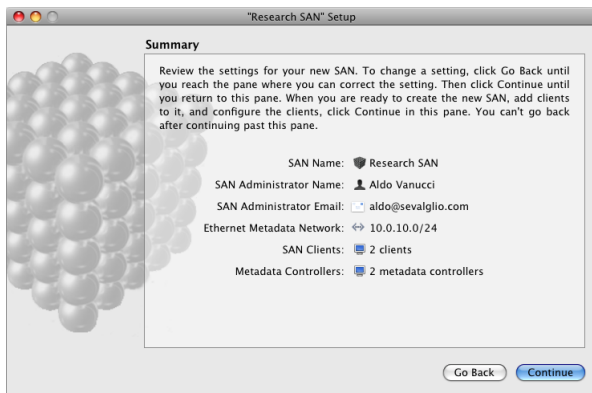 "Research SAN" Setup
Summary
Review the settings for your new SAN. To change a setting, click Go Back until
you reach the pane where you can correct the setting. Then click Continue until
you return to this pane. When you are ready to create the new SAN, add clients
to it, and configure the clients, click Continue in this pane. You can't go back
after continuing past this pane.
SAN Name: Research SAN
SAN Administrator Name: Aldo Vanucci
SAN Administrator Email: aldo@sevalglio.com
Ethernet Metadata Network: 10.0.10.0/24
SAN Clients: 2 clients
Metadata Controllers: 2 metadata controllers
Go Back Continue